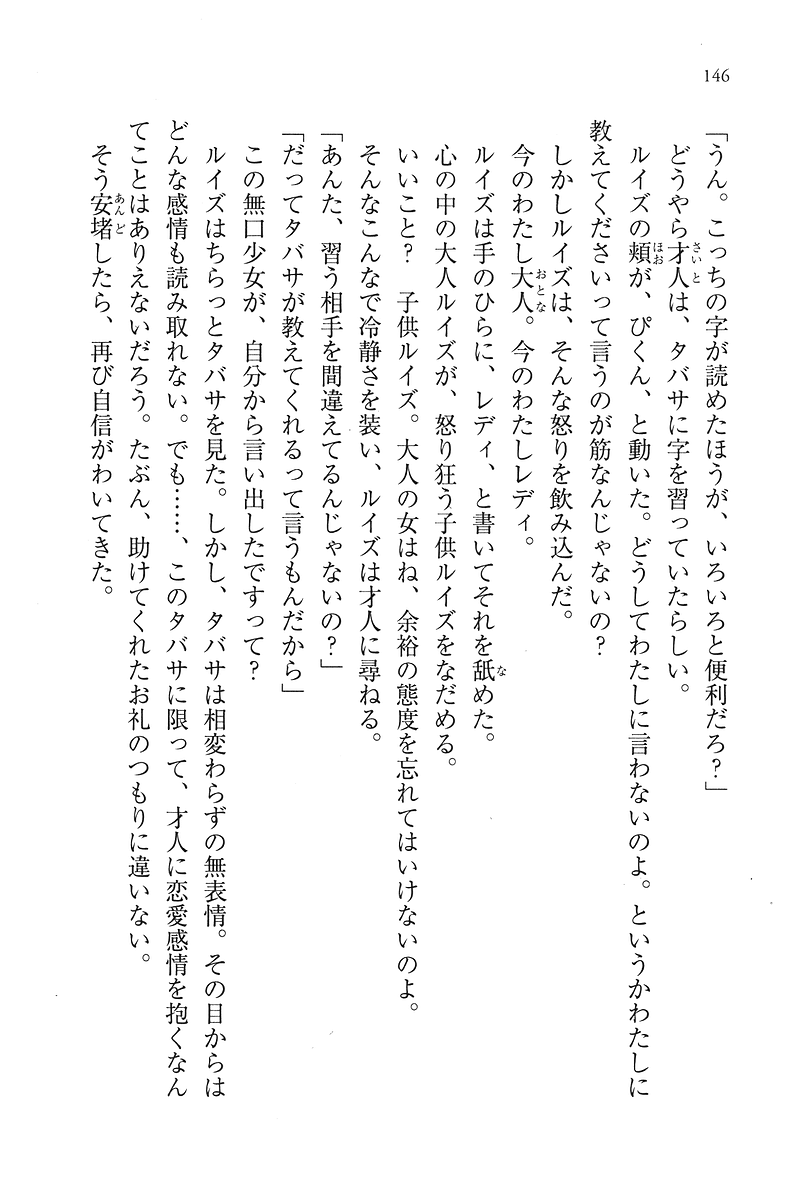 146
「うん。こっちの字が読めたほうが、いろいろと便利だろ？」
どうやら才人は、タバサに字を習っていたらしい。
ルイズの頬が、ぴくん、と動いた。どうしてわたしに言わないのよ。というかわたしに
教えてくださいって言うのが筋なんじゃないの？
しかしルイズは、そんな怒りを飲み込んだ。
今のわたし大人。今のわたしレディ。
ルイズは手のひらに、レディ、と書いてそれを舐めた。
心の中の大人ルイズが、怒り狂う子供ルイズをなだめる。
いいこと？　子供ルイズ。大人の女はね、余裕の態度を忘れてはいけないのよ。
そんなこんなで冷静さを装い、ルイズは才人に尋ねる。
「あんた、習う相手を間違えてるんじゃないの？」
「だってタバサが教えてくれるって言うもんだから」
この無口少女が、自分から言い出したですって？
ルイズはちらっとタバサを見た。しかし、タバサは相変わらずの無表情。その目からは
どんな感情も読み取れない。でも……、このタバサに限って、才人に恋愛感情を抱くなん
てことはありえないだろう。たぶん、助けてくれたお礼のつもりに違いない。
そう安堵したら、再び自信がわいてきた。